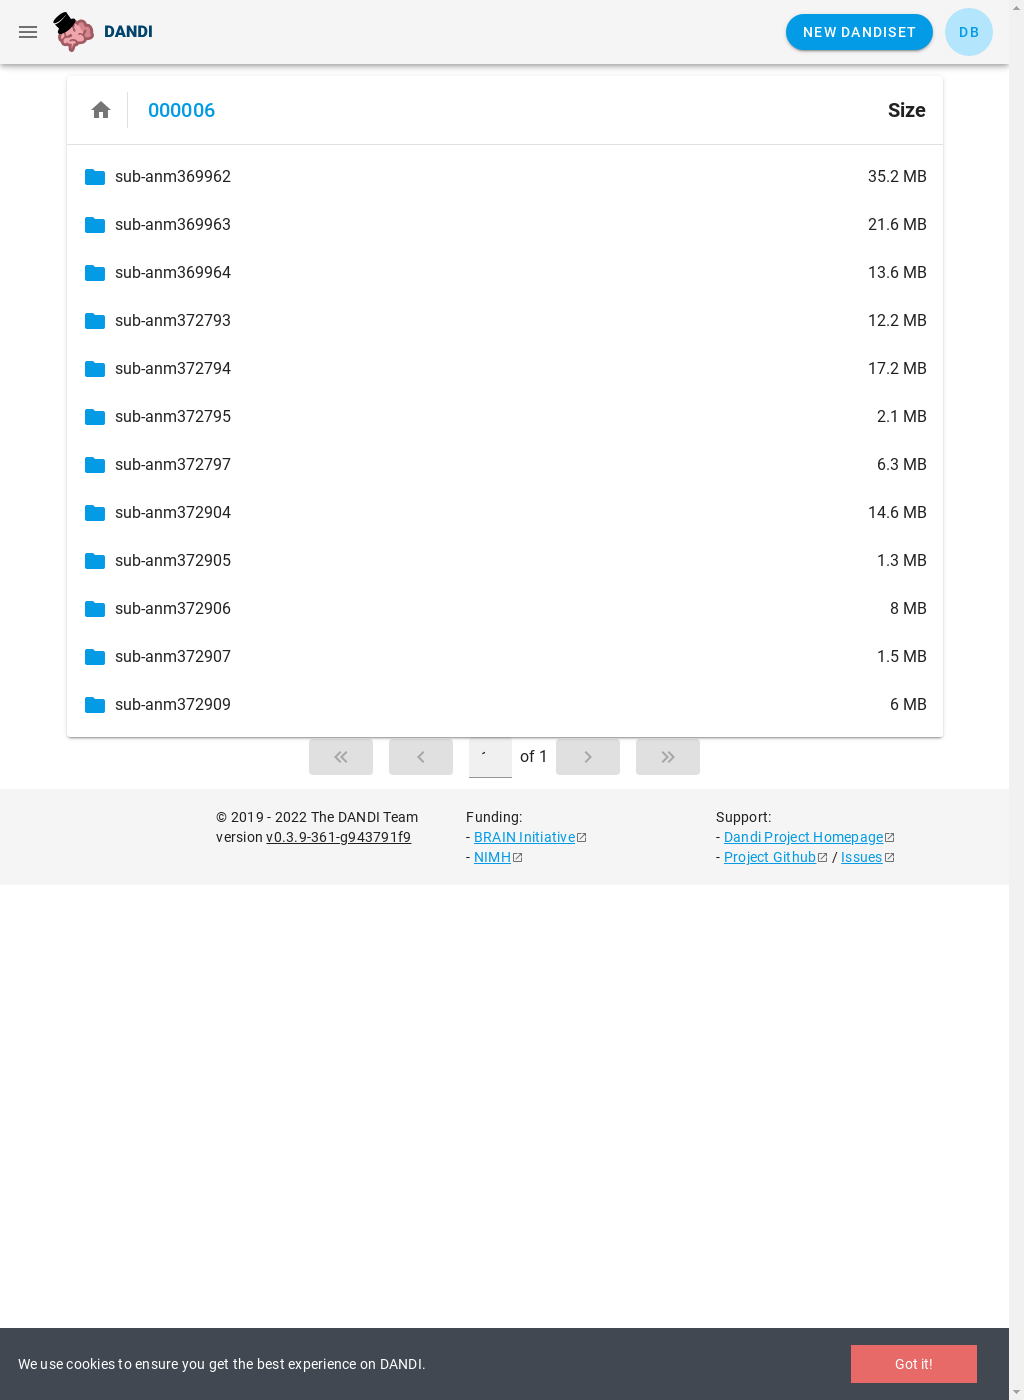 DANDI
NEW DANDISET
DB
000006
Size
sub-anm369962 35.2 MB
sub-anm369963 21.6 MB
sub-anm369964 13.6 MB
sub-anm372793 12.2 MB
sub-anm372794 17.2 MB
sub-anm372795 2.1 MB
sub-anm372797 6.3 MB
sub-anm372904 14.6 MB
sub-anm372905 1.3 MB
sub-anm372906 8 MB
sub-anm372907 1.5 MB
sub-anm372909 6 MB
of 1
© 2019 - 2022 The DANDI Team
version v0.3.9-361-g943791f9
Funding:
- BRAIN Initiative
- NIMH
Support:
- Dandi Project Homepage
- Project Github / Issues
We use cookies to ensure you get the best experience on DANDI.
Got it!